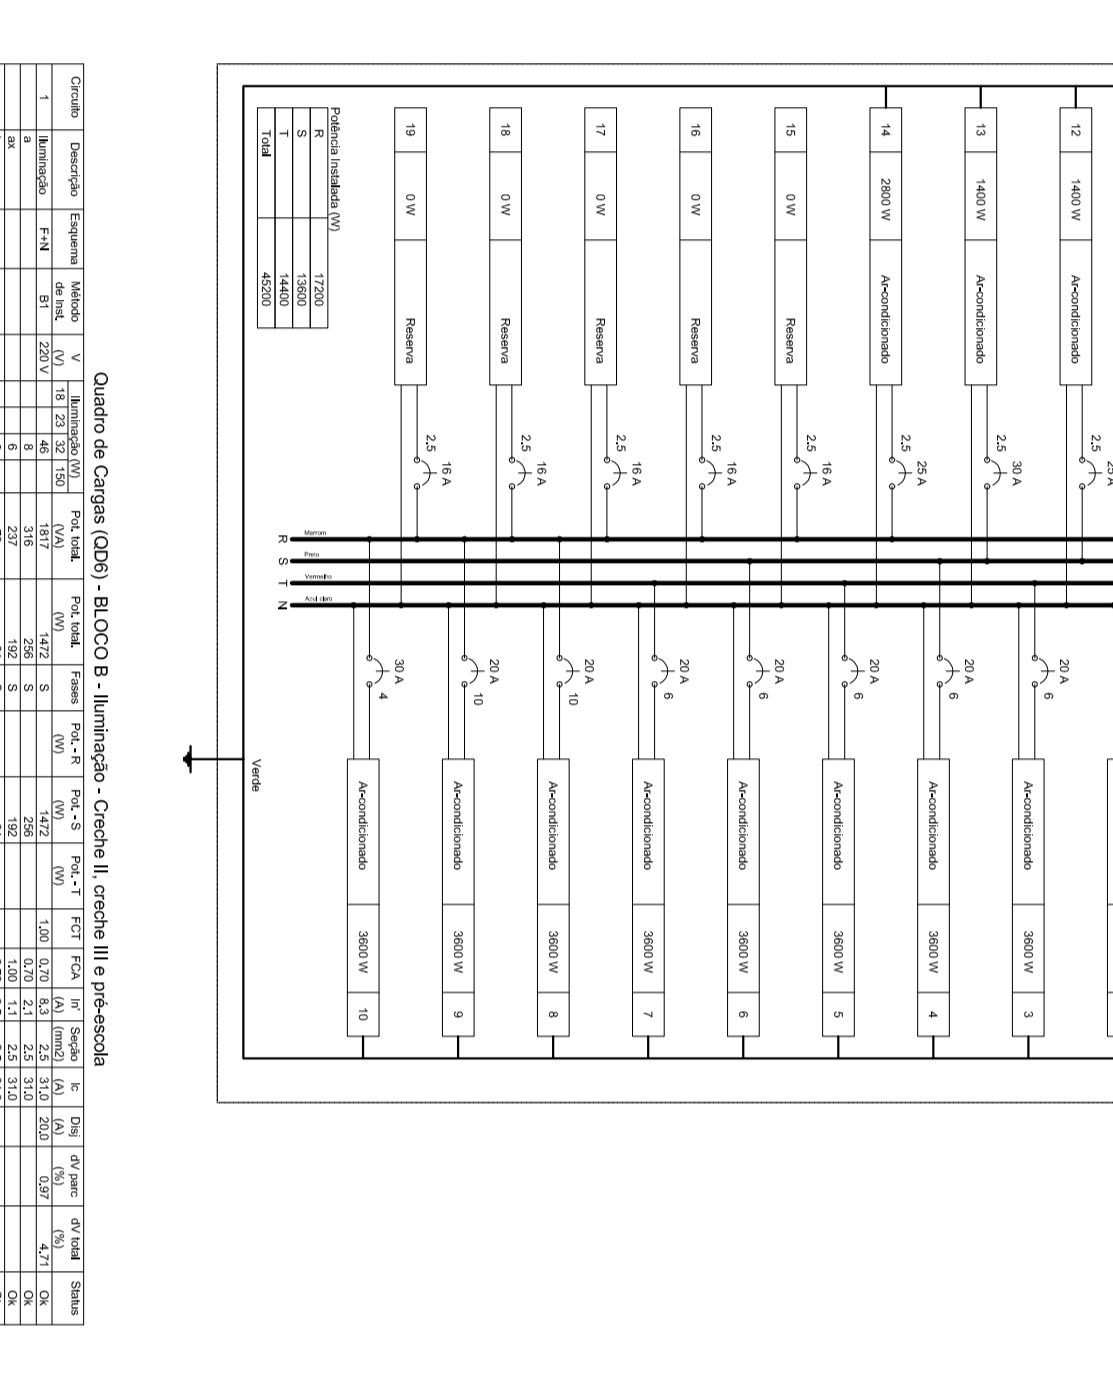 12
1400 W
Ar-condicionado
2.5
13
1400 W
Ar-condicionado
2.5
30 A
14
2800 W
Ar-condicionado
2.5
25 A
15
0 W
Reserva
2.5
16 A
16
0 W
Reserva
2.5
16 A
17
0 W
Reserva
2.5
16 A
18
0 W
Reserva
2.5
16 A
19
0 W
Reserva
2.5
16 A
Potência Instalada (W)
R 17200
S 13600
T 14400
Total 45200
R Marrom
S Preto
T Vermelho
N Azul claro
20 A
6
Ar-condicionado
3600 W
3
20 A
6
Ar-condicionado
3600 W
4
20 A
6
Ar-condicionado
3600 W
5
20 A
6
Ar-condicionado
3600 W
6
20 A
6
Ar-condicionado
3600 W
7
20 A
10
Ar-condicionado
3600 W
8
20 A
10
Ar-condicionado
3600 W
9
30 A
4
Ar-condicionado
3600 W
10
Verde
Quadro de Cargas (QD6) - BLOCO B - Iluminação - Creche II, creche III e pré-escola
Circuito Descrição Esquema Método de Inst. V (V) Iluminação (W) Pot. total. (VA) Pot. total. (W) Fases Pot. - R (W) Pot. - S (W) Pot. - T (W) FCT FCA In' (A) Seção (mm2) Ic (A) Disj (A) dV parc (%) dV total (%) Status
18 23 32 150
1 Iluminação F+N B1 220 V 46 1817 1472 S 1472 1.00 0.70 8.3 2.5 31.0 20.0 0.97 4.71 Ok
a 8 316 256 S 256 0.70 2.1 2.5 31.0 Ok
ax 6 237 192 S 192 1.00 1.1 2.5 31.0 Ok